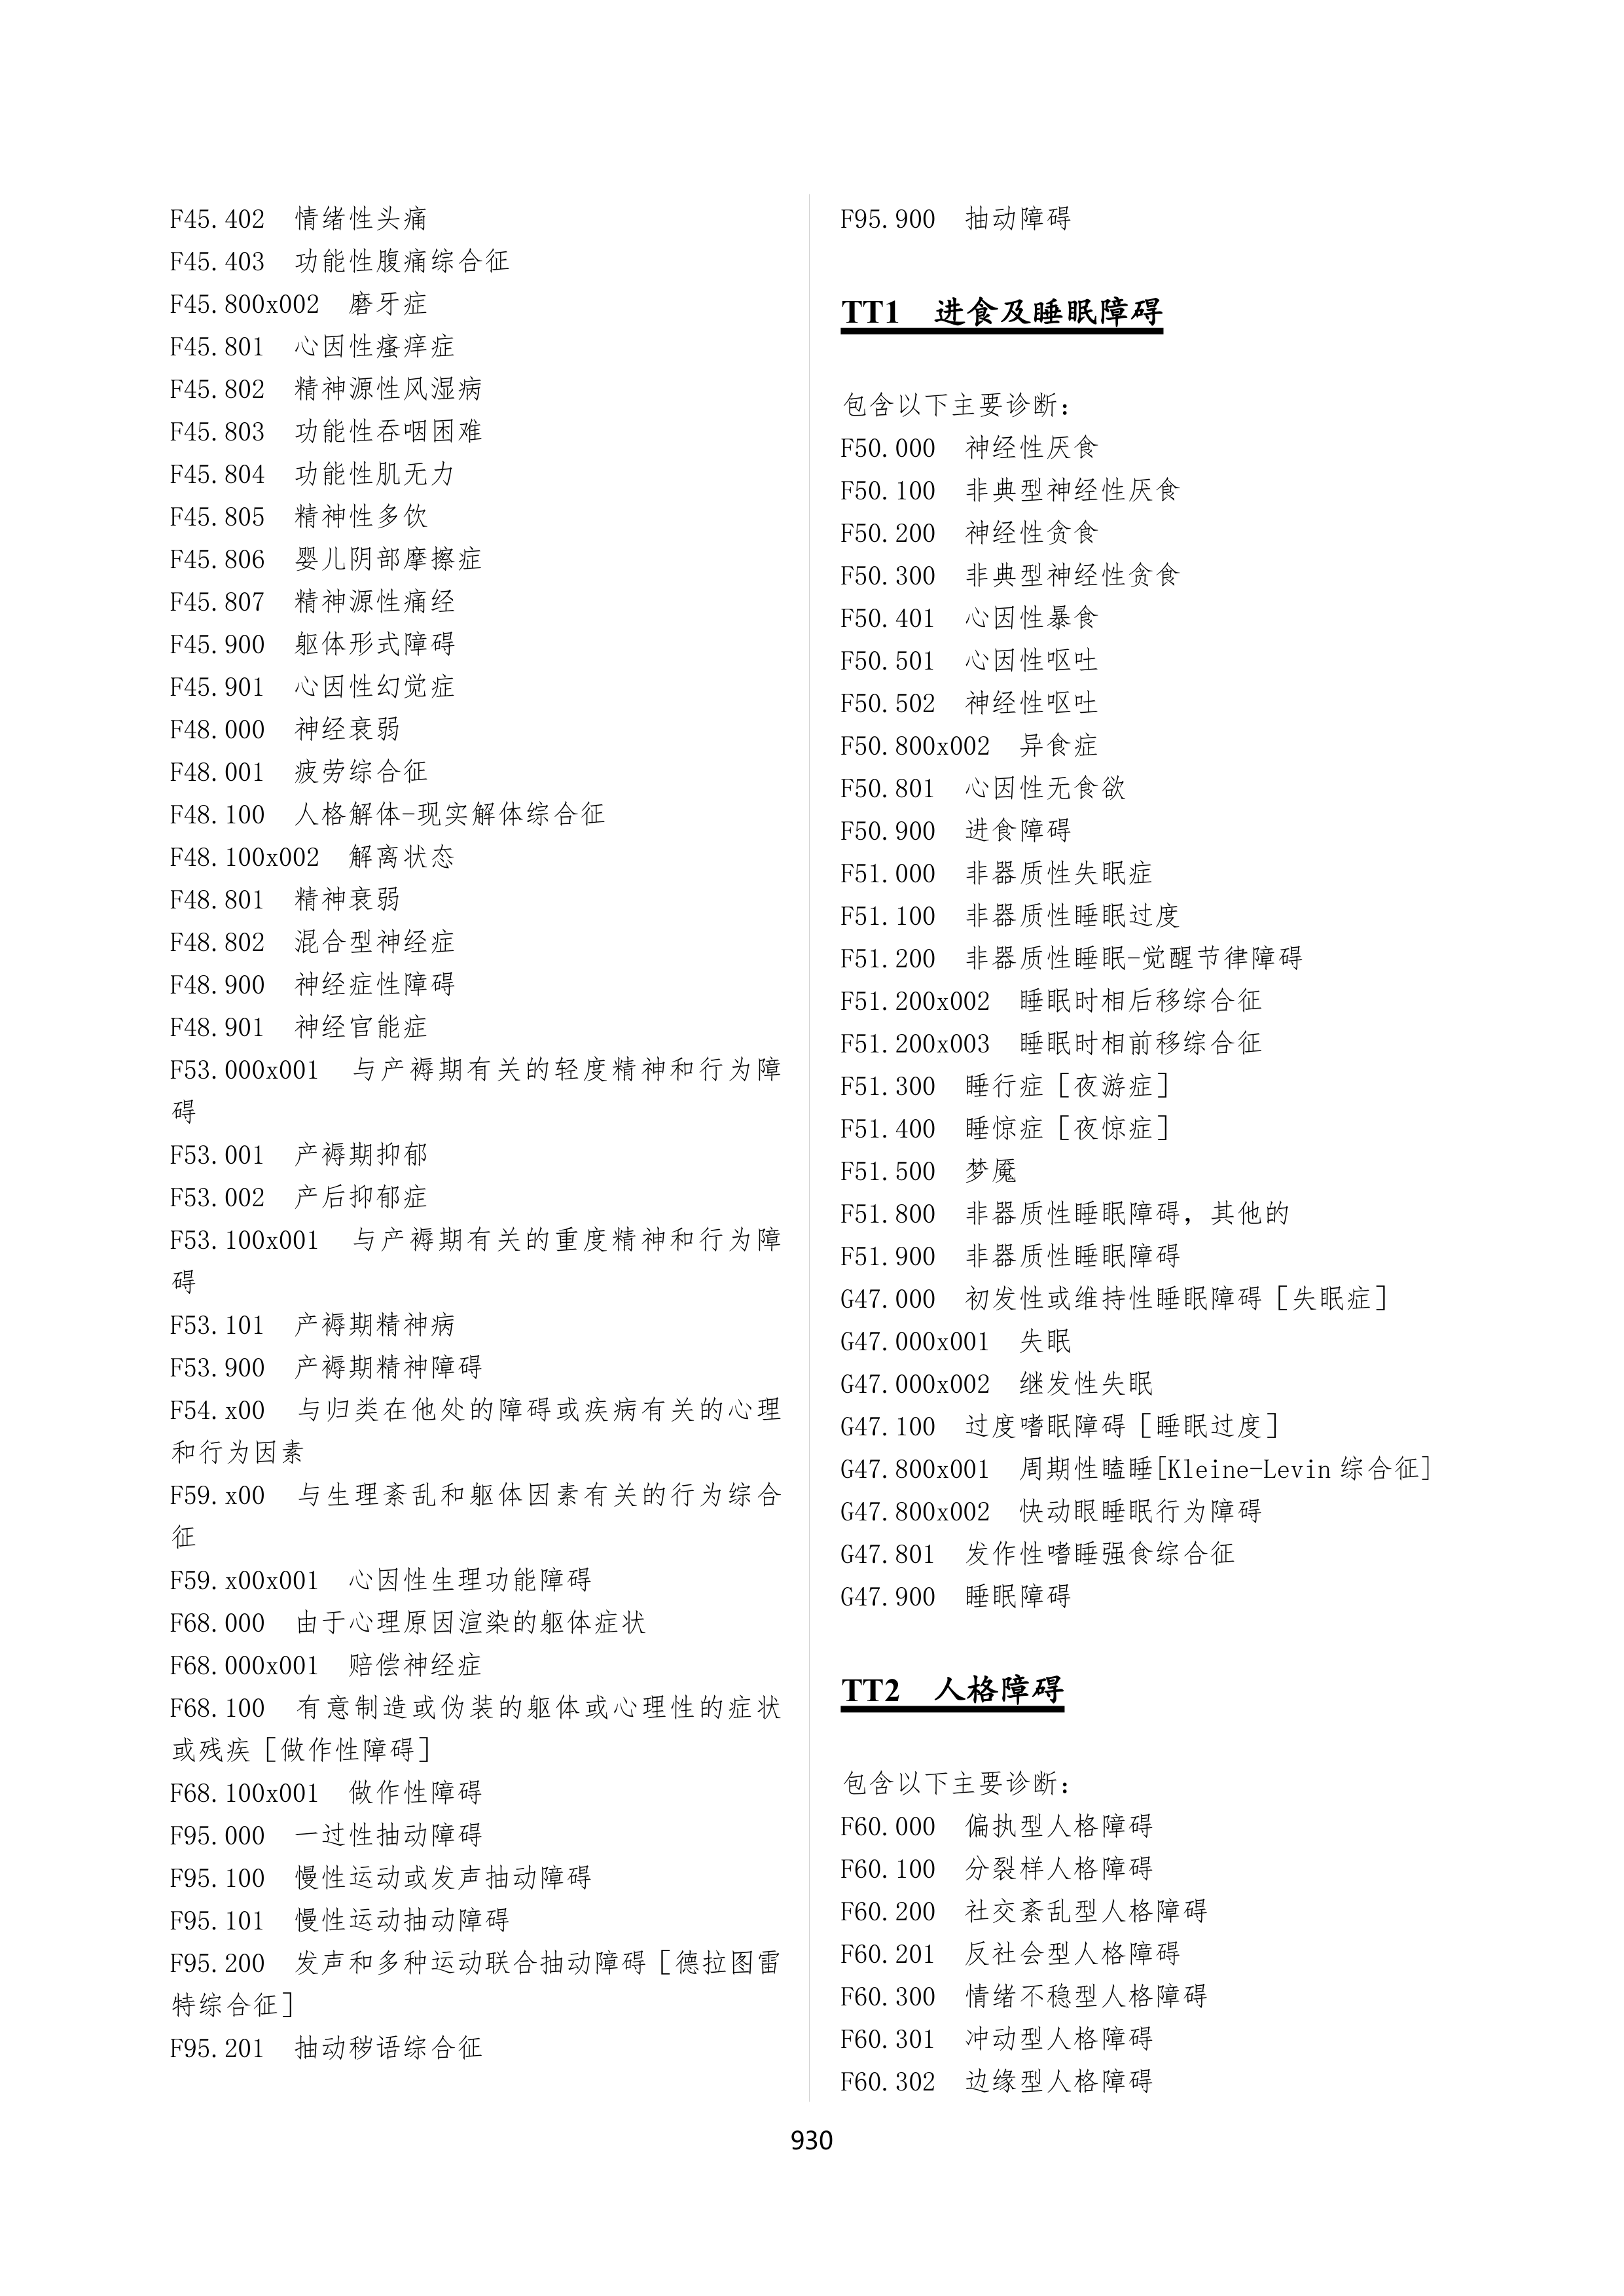 F45.402　情绪性头痛
F45.403　功能性腹痛综合征
F45.800x002　磨牙症
F45.801　心因性瘙痒症
F45.802　精神源性风湿病
F45.803　功能性吞咽困难
F45.804　功能性肌无力
F45.805　精神性多饮
F45.806　婴儿阴部摩擦症
F45.807　精神源性痛经
F45.900　躯体形式障碍
F45.901　心因性幻觉症
F48.000　神经衰弱
F48.001　疲劳综合征
F48.100　人格解体-现实解体综合征
F48.100x002　解离状态
F48.801　精神衰弱
F48.802　混合型神经症
F48.900　神经症性障碍
F48.901　神经官能症
F53.000x001　与产褥期有关的轻度精神和行为障
碍
F53.001　产褥期抑郁
F53.002　产后抑郁症
F53.100x001　与产褥期有关的重度精神和行为障
碍
F53.101　产褥期精神病
F53.900　产褥期精神障碍
F54.x00　与归类在他处的障碍或疾病有关的心理
和行为因素
F59.x00　与生理紊乱和躯体因素有关的行为综合
征
F59.x00x001　心因性生理功能障碍
F68.000　由于心理原因渲染的躯体症状
F68.000x001　赔偿神经症
F68.100　有意制造或伪装的躯体或心理性的症状
或残疾［做作性障碍］
F68.100x001　做作性障碍
F95.000　一过性抽动障碍
F95.100　慢性运动或发声抽动障碍
F95.101　慢性运动抽动障碍
F95.200　发声和多种运动联合抽动障碍［德拉图雷
特综合征］
F95.201　抽动秽语综合征
F95.900　抽动障碍
TT1　进食及睡眠障碍
包含以下主要诊断：
F50.000　神经性厌食
F50.100　非典型神经性厌食
F50.200　神经性贪食
F50.300　非典型神经性贪食
F50.401　心因性暴食
F50.501　心因性呕吐
F50.502　神经性呕吐
F50.800x002　异食症
F50.801　心因性无食欲
F50.900　进食障碍
F51.000　非器质性失眠症
F51.100　非器质性睡眠过度
F51.200　非器质性睡眠-觉醒节律障碍
F51.200x002　睡眠时相后移综合征
F51.200x003　睡眠时相前移综合征
F51.300　睡行症［夜游症］
F51.400　睡惊症［夜惊症］
F51.500　梦魇
F51.800　非器质性睡眠障碍，其他的
F51.900　非器质性睡眠障碍
G47.000　初发性或维持性睡眠障碍［失眠症］
G47.000x001　失眠
G47.000x002　继发性失眠
G47.100　过度嗜眠障碍［睡眠过度］
G47.800x001　周期性瞌睡[Kleine-Levin 综合征]
G47.800x002　快动眼睡眠行为障碍
G47.801　发作性嗜睡强食综合征
G47.900　睡眠障碍
TT2　人格障碍
包含以下主要诊断：
F60.000　偏执型人格障碍
F60.100　分裂样人格障碍
F60.200　社交紊乱型人格障碍
F60.201　反社会型人格障碍
F60.300　情绪不稳型人格障碍
F60.301　冲动型人格障碍
F60.302　边缘型人格障碍
930